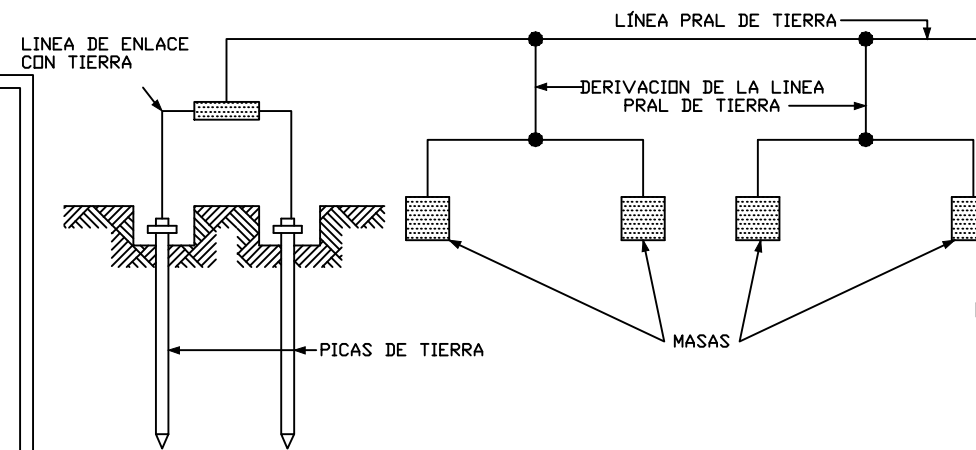 LÍNEA PRAL DE TIERRA
LINEA DE ENLACE
CON TIERRA
DERIVACION DE LA LINEA
PRAL DE TIERRA
MASAS
PICAS DE TIERRA